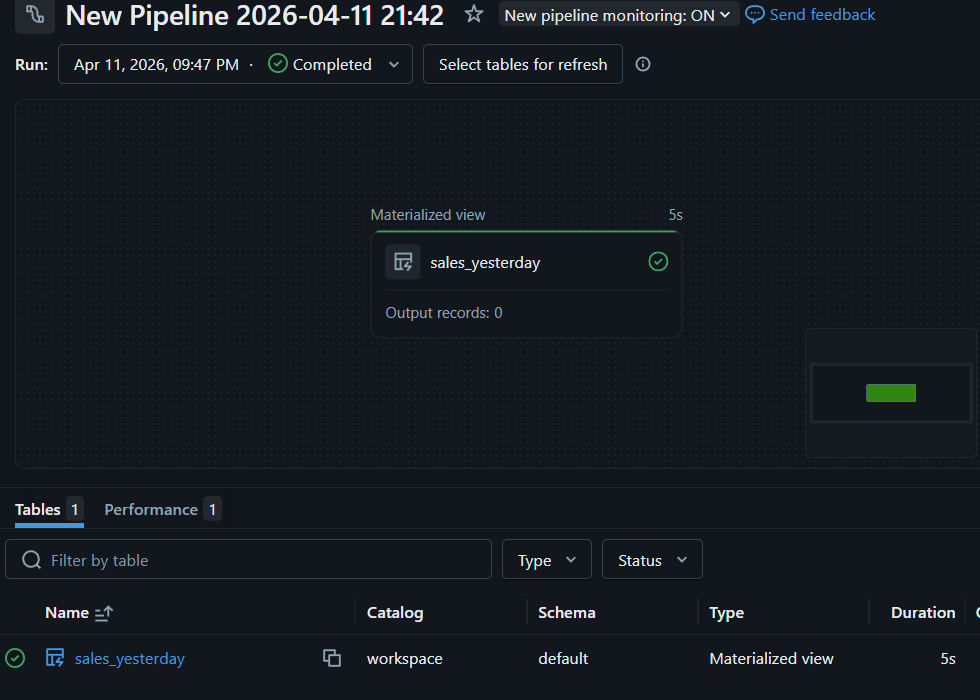 New Pipeline 2026-04-11 21:42 New pipeline monitoring: ON Send feedback
Run: Apr 11, 2026, 09:47 PM · Completed Select tables for refresh
Materialized view 5s
sales_yesterday
Output records: 0
Tables 1 Performance 1
Filter by table Type Status
Name Catalog Schema Type Duration
sales_yesterday workspace default Materialized view 5s